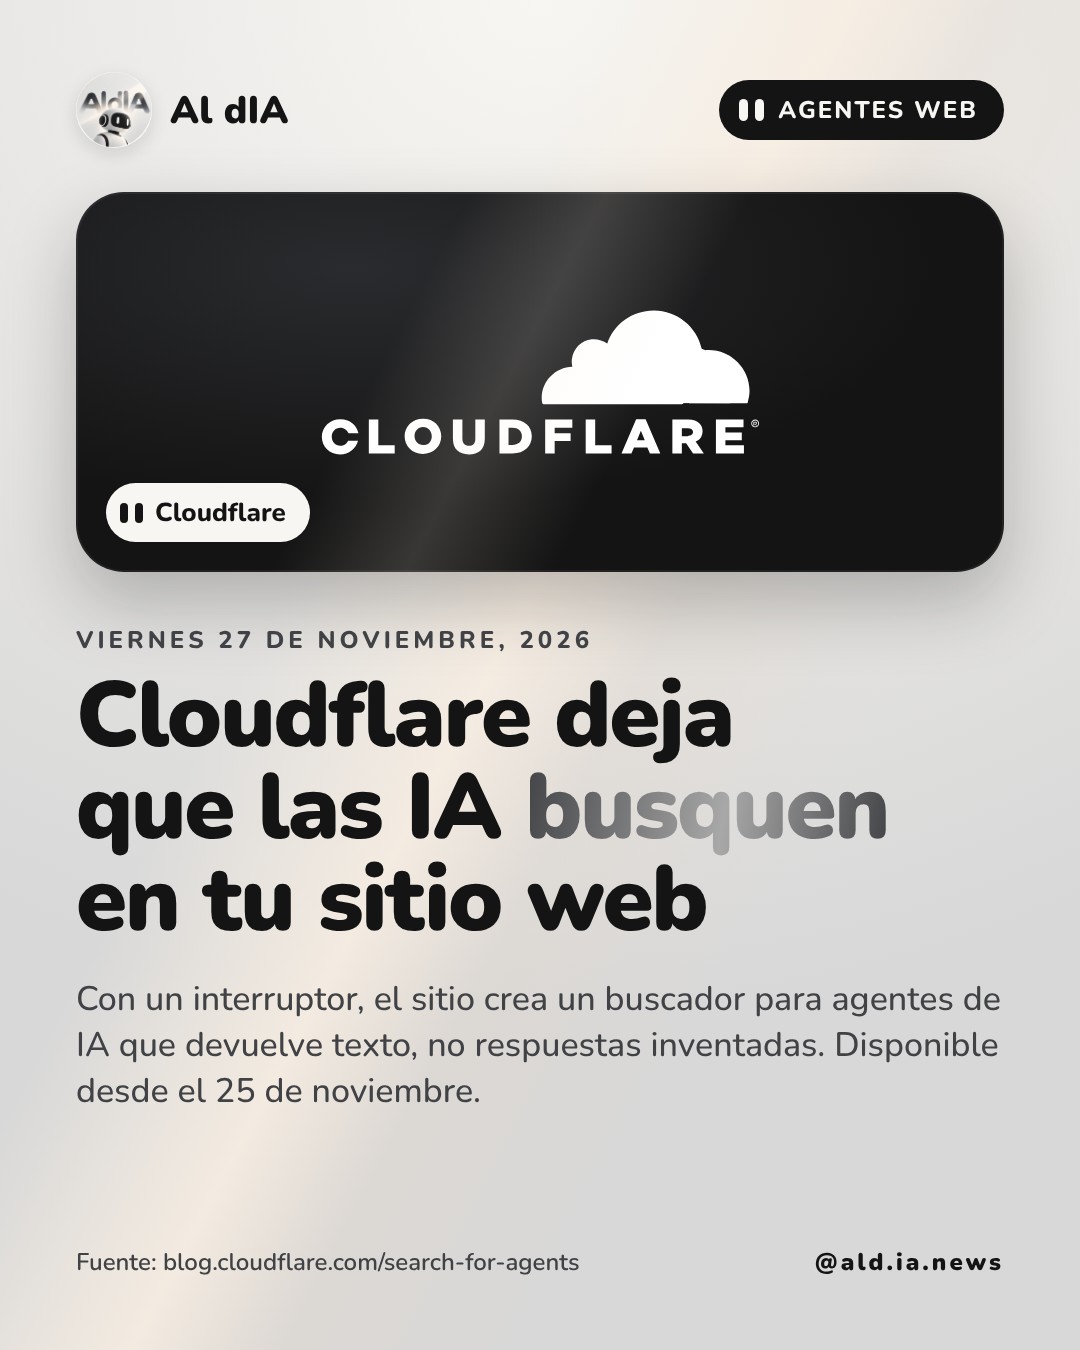 AldIA
Al dIA
AGENTES WEB
CLOUDFLARE®
Cloudflare
VIERNES 27 DE NOVIEMBRE, 2026
Cloudflare deja
que las IA busquen
en tu sitio web
Con un interruptor, el sitio crea un buscador para agentes de
IA que devuelve texto, no respuestas inventadas. Disponible
desde el 25 de noviembre.
Fuente: blog.cloudflare.com/search-for-agents
@ald.ia.news